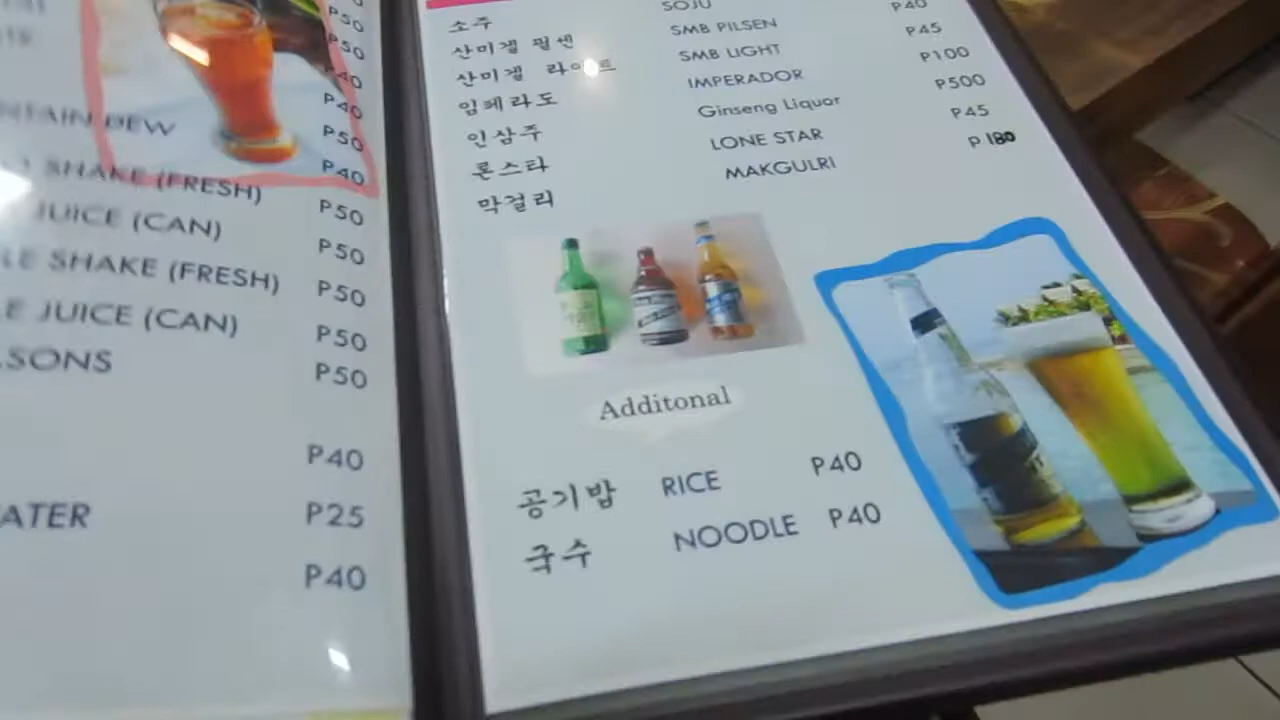 P50
P50
P40
P40
NTAIN DEW P50
SHAKE (FRESH) P40
JUICE (CAN) P50
LE SHAKE (FRESH) P50
E JUICE (CAN) P50
.SONS P50
P50
P40
ATER P25
P40
소주 SOJU
산미겔 필센 SMB PILSEN P40
산미겔 라이트 SMB LIGHT P45
임페라도 IMPERADOR P100
인삼주 Ginseng Liquor P500
론스타 LONE STAR P45
막걸리 MAKGULRI P 180
Additonal
공기밥 RICE P40
국수 NOODLE P40